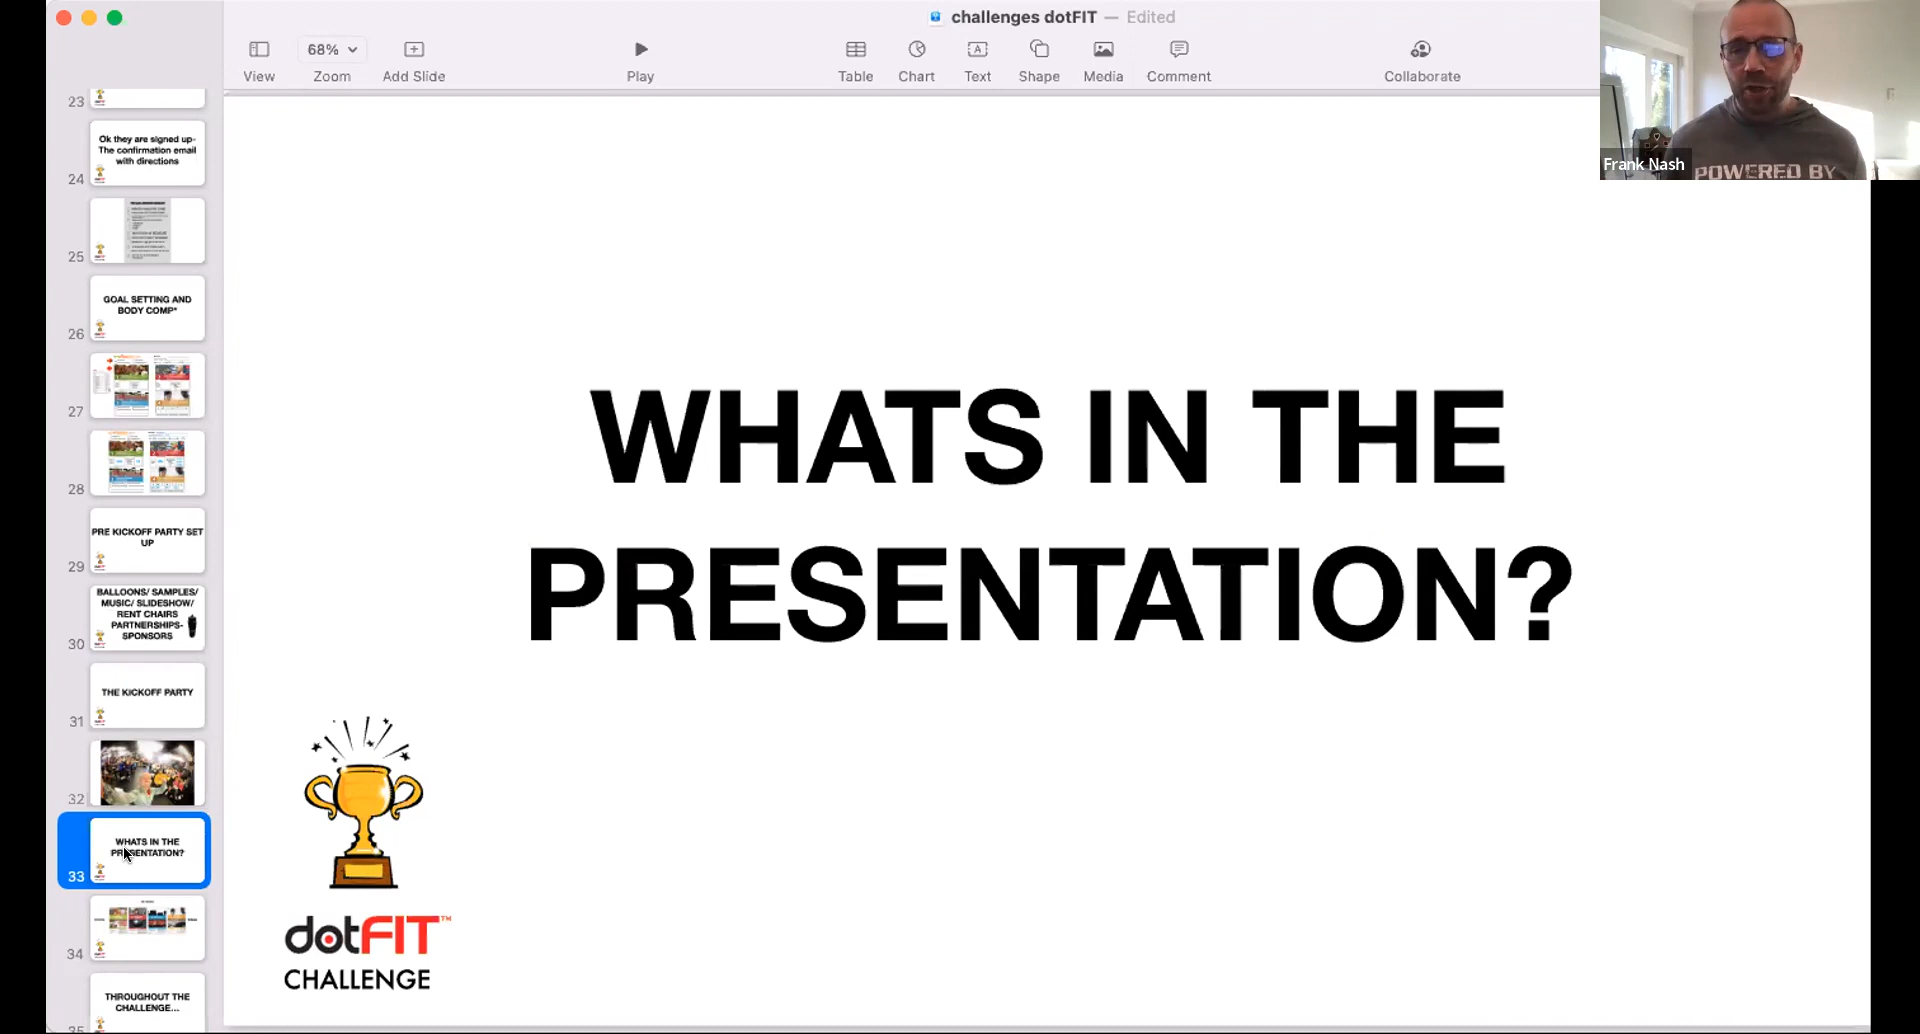 challenges dotFIT — Edited
68%
View
Zoom
Add Slide
Play
Table
Chart
Text
Shape
Media
Comment
Collaborate
Frank Nash
POWERED BY
23
Ok they are signed up-
The confirmation email
with directions
24
25
GOAL SETTING AND
BODY COMP*
26
27
28
PRE KICKOFF PARTY SET
UP
29
BALLOONS/ SAMPLES/
MUSIC/ SLIDESHOW/
RENT CHAIRS
PARTNERSHIPS-
SPONSORS
30
THE KICKOFF PARTY
31
32
WHATS IN THE
PRESENTATION?
33
34
THROUGHOUT THE
CHALLENGE...
35
WHATS IN THE
PRESENTATION?
dotFIT™
CHALLENGE